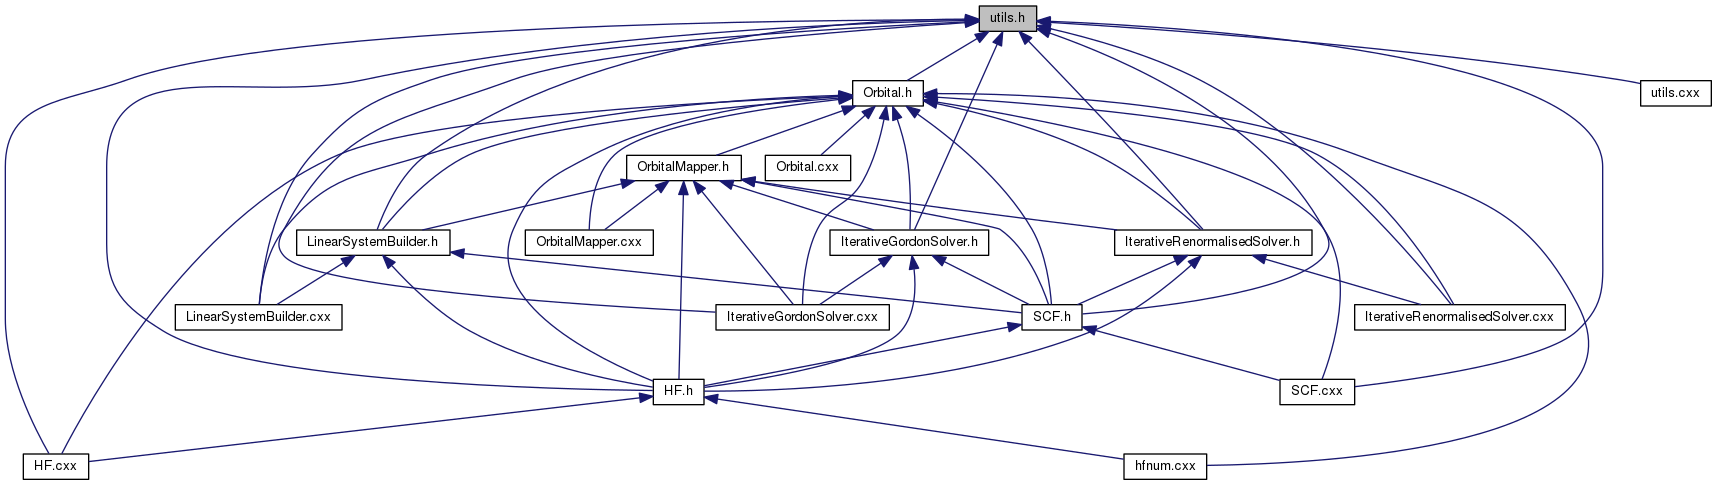 utils.h
Orbital.h
utils.cxx
OrbitalMapper.h
Orbital.cxx
LinearSystemBuilder.h
OrbitalMapper.cxx
IterativeGordonSolver.h
IterativeRenormalisedSolver.h
LinearSystemBuilder.cxx
IterativeGordonSolver.cxx
SCF.h
IterativeRenormalisedSolver.cxx
HF.h
SCF.cxx
HF.cxx
hfnum.cxx